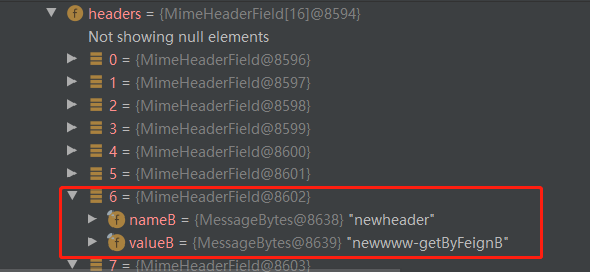 headers = {MimeHeaderField[16]@8594}
Not showing null elements
0 = {MimeHeaderField@8596}
1 = {MimeHeaderField@8597}
2 = {MimeHeaderField@8598}
3 = {MimeHeaderField@8599}
4 = {MimeHeaderField@8600}
5 = {MimeHeaderField@8601}
6 = {MimeHeaderField@8602}
nameB = {MessageBytes@8638} "newheader"
valueB = {MessageBytes@8639} "newwww-getByFeignB"
7 = {MimeHeaderField@8603}